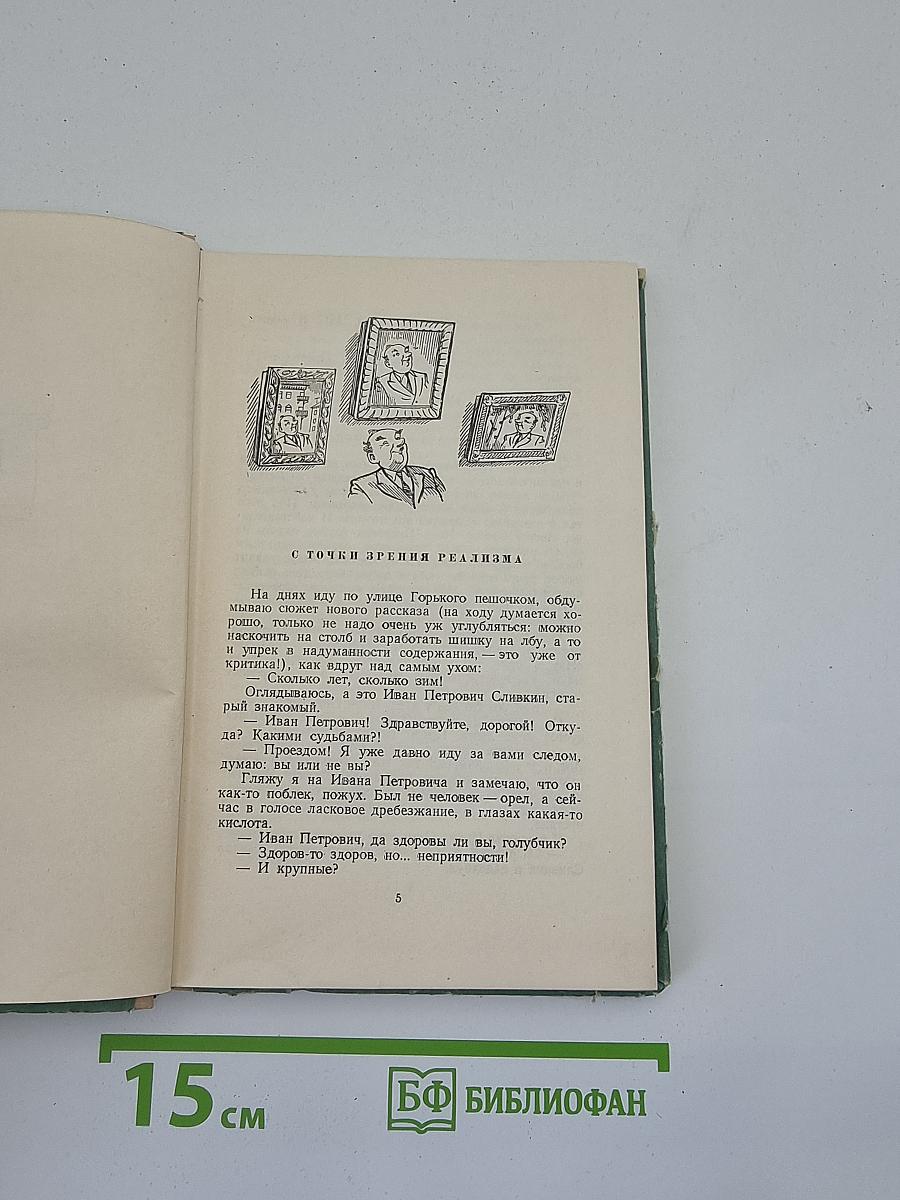 С ТОЧКИ ЗРЕНИЯ РЕАЛИЗМА
На днях иду по улице Горького пешочком, обду-
мываю сюжет нового рассказа (на ходу думается хо-
рошо, только не надо очень уж углубляться: можно
наскочить на столб и заработать шишку на лбу, а то
и упрек в надуманности содержания, — это уже от
критика!), как вдруг над самым ухом:
— Сколько лет, сколько зим!
Оглядываюсь, а это Иван Петрович Сливкин, ста-
рый знакомый.
— Иван Петрович! Здравствуйте, дорогой! Отку-
да? Какими судьбами?!
— Проездом! Я уже давно иду за вами следом,
думаю: вы или не вы?
Гляжу я на Ивана Петровича и замечаю, что он
как-то поблек, пожух. Был не человек — орел, а сей-
час в голосе ласковое дребезжание, в глазах какая-то
кислота.
— Иван Петрович, да здоровы ли вы, голубчик?
— Здоров-то здоров, но... неприятности!
— И крупные?
5
15 см
БФ БИБЛИОФАН